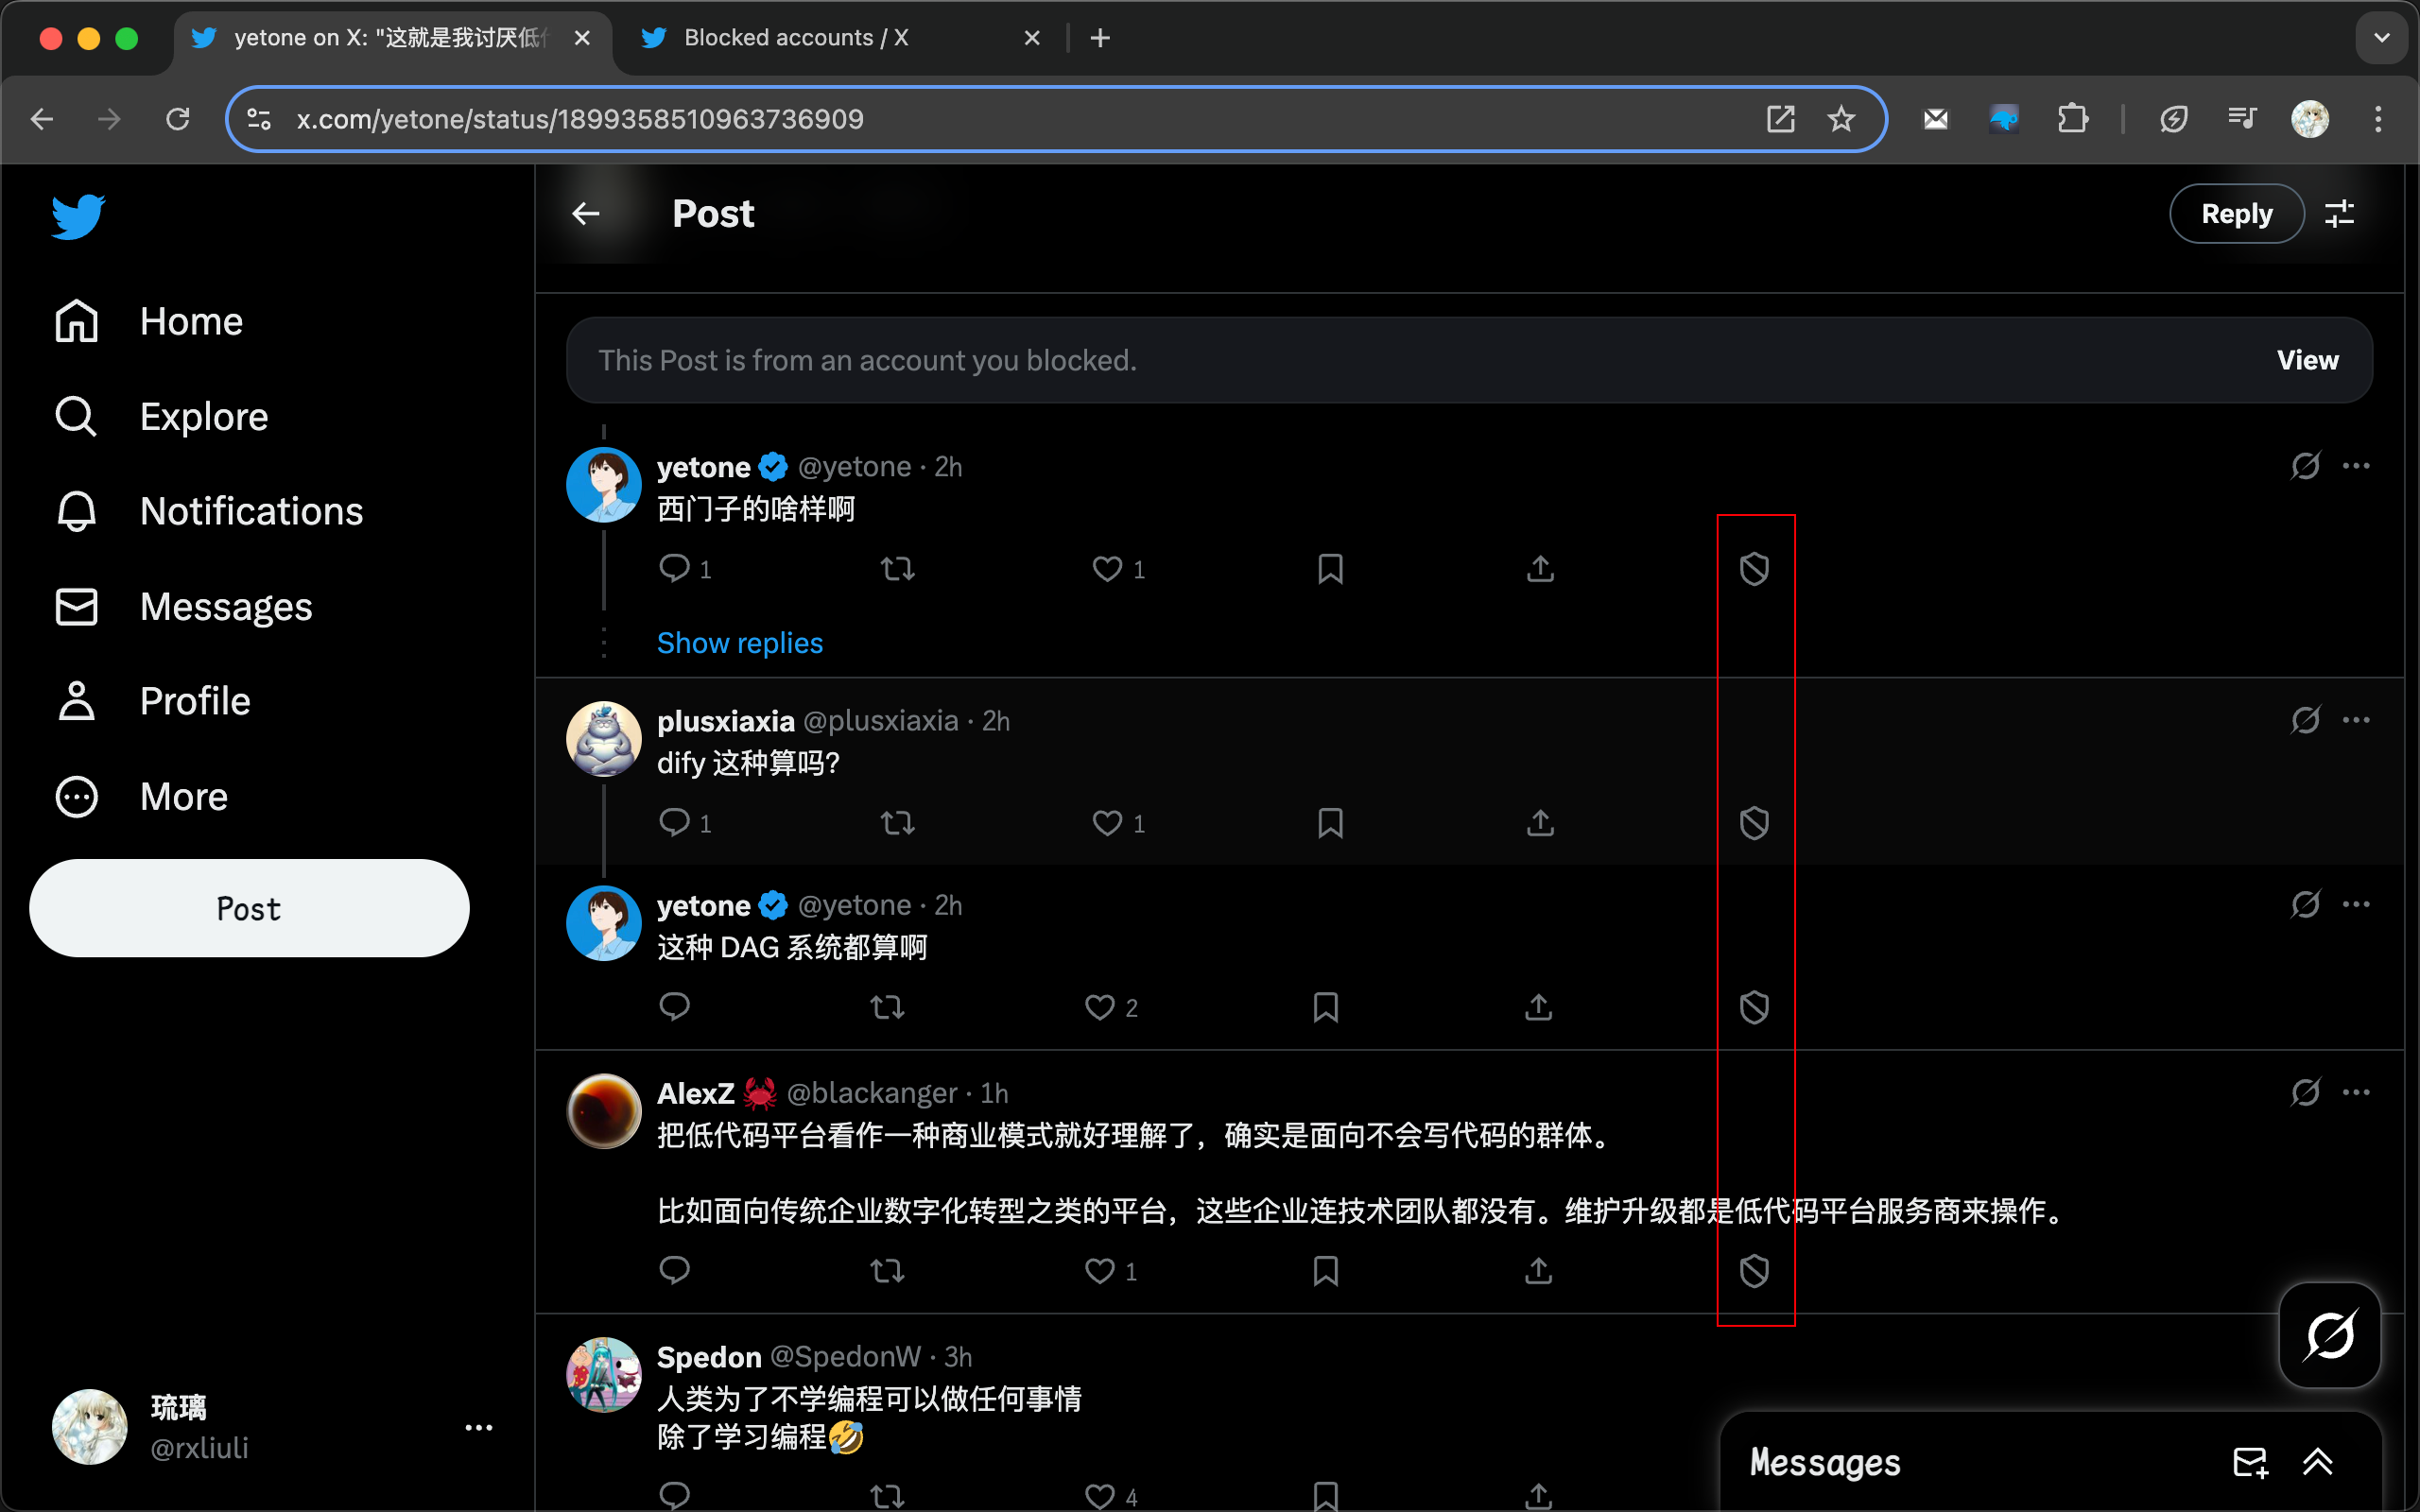 yetone on X: "这就是我讨厌低
Blocked accounts / X
x.com/yetone/status/1899358510963736909
Post
Reply
Home
Explore
Notifications
Messages
Profile
More
Post
琉璃
@rxliuli
This Post is from an account you blocked.
View
yetone @yetone · 2h
西门子的啥样啊
1
1
Show replies
plusxiaxia @plusxiaxia · 2h
dify 这种算吗?
1
1
yetone @yetone · 2h
这种 DAG 系统都算啊
2
AlexZ 🦀 @blackanger · 1h
把低代码平台看作一种商业模式就好理解了，确实是面向不会写代码的群体。
比如面向传统企业数字化转型之类的平台，这些企业连技术团队都没有。维护升级都是低代码平台服务商来操作。
1
Spedon @SpedonW · 3h
人类为了不学编程可以做任何事情
除了学习编程🤣
4
Messages